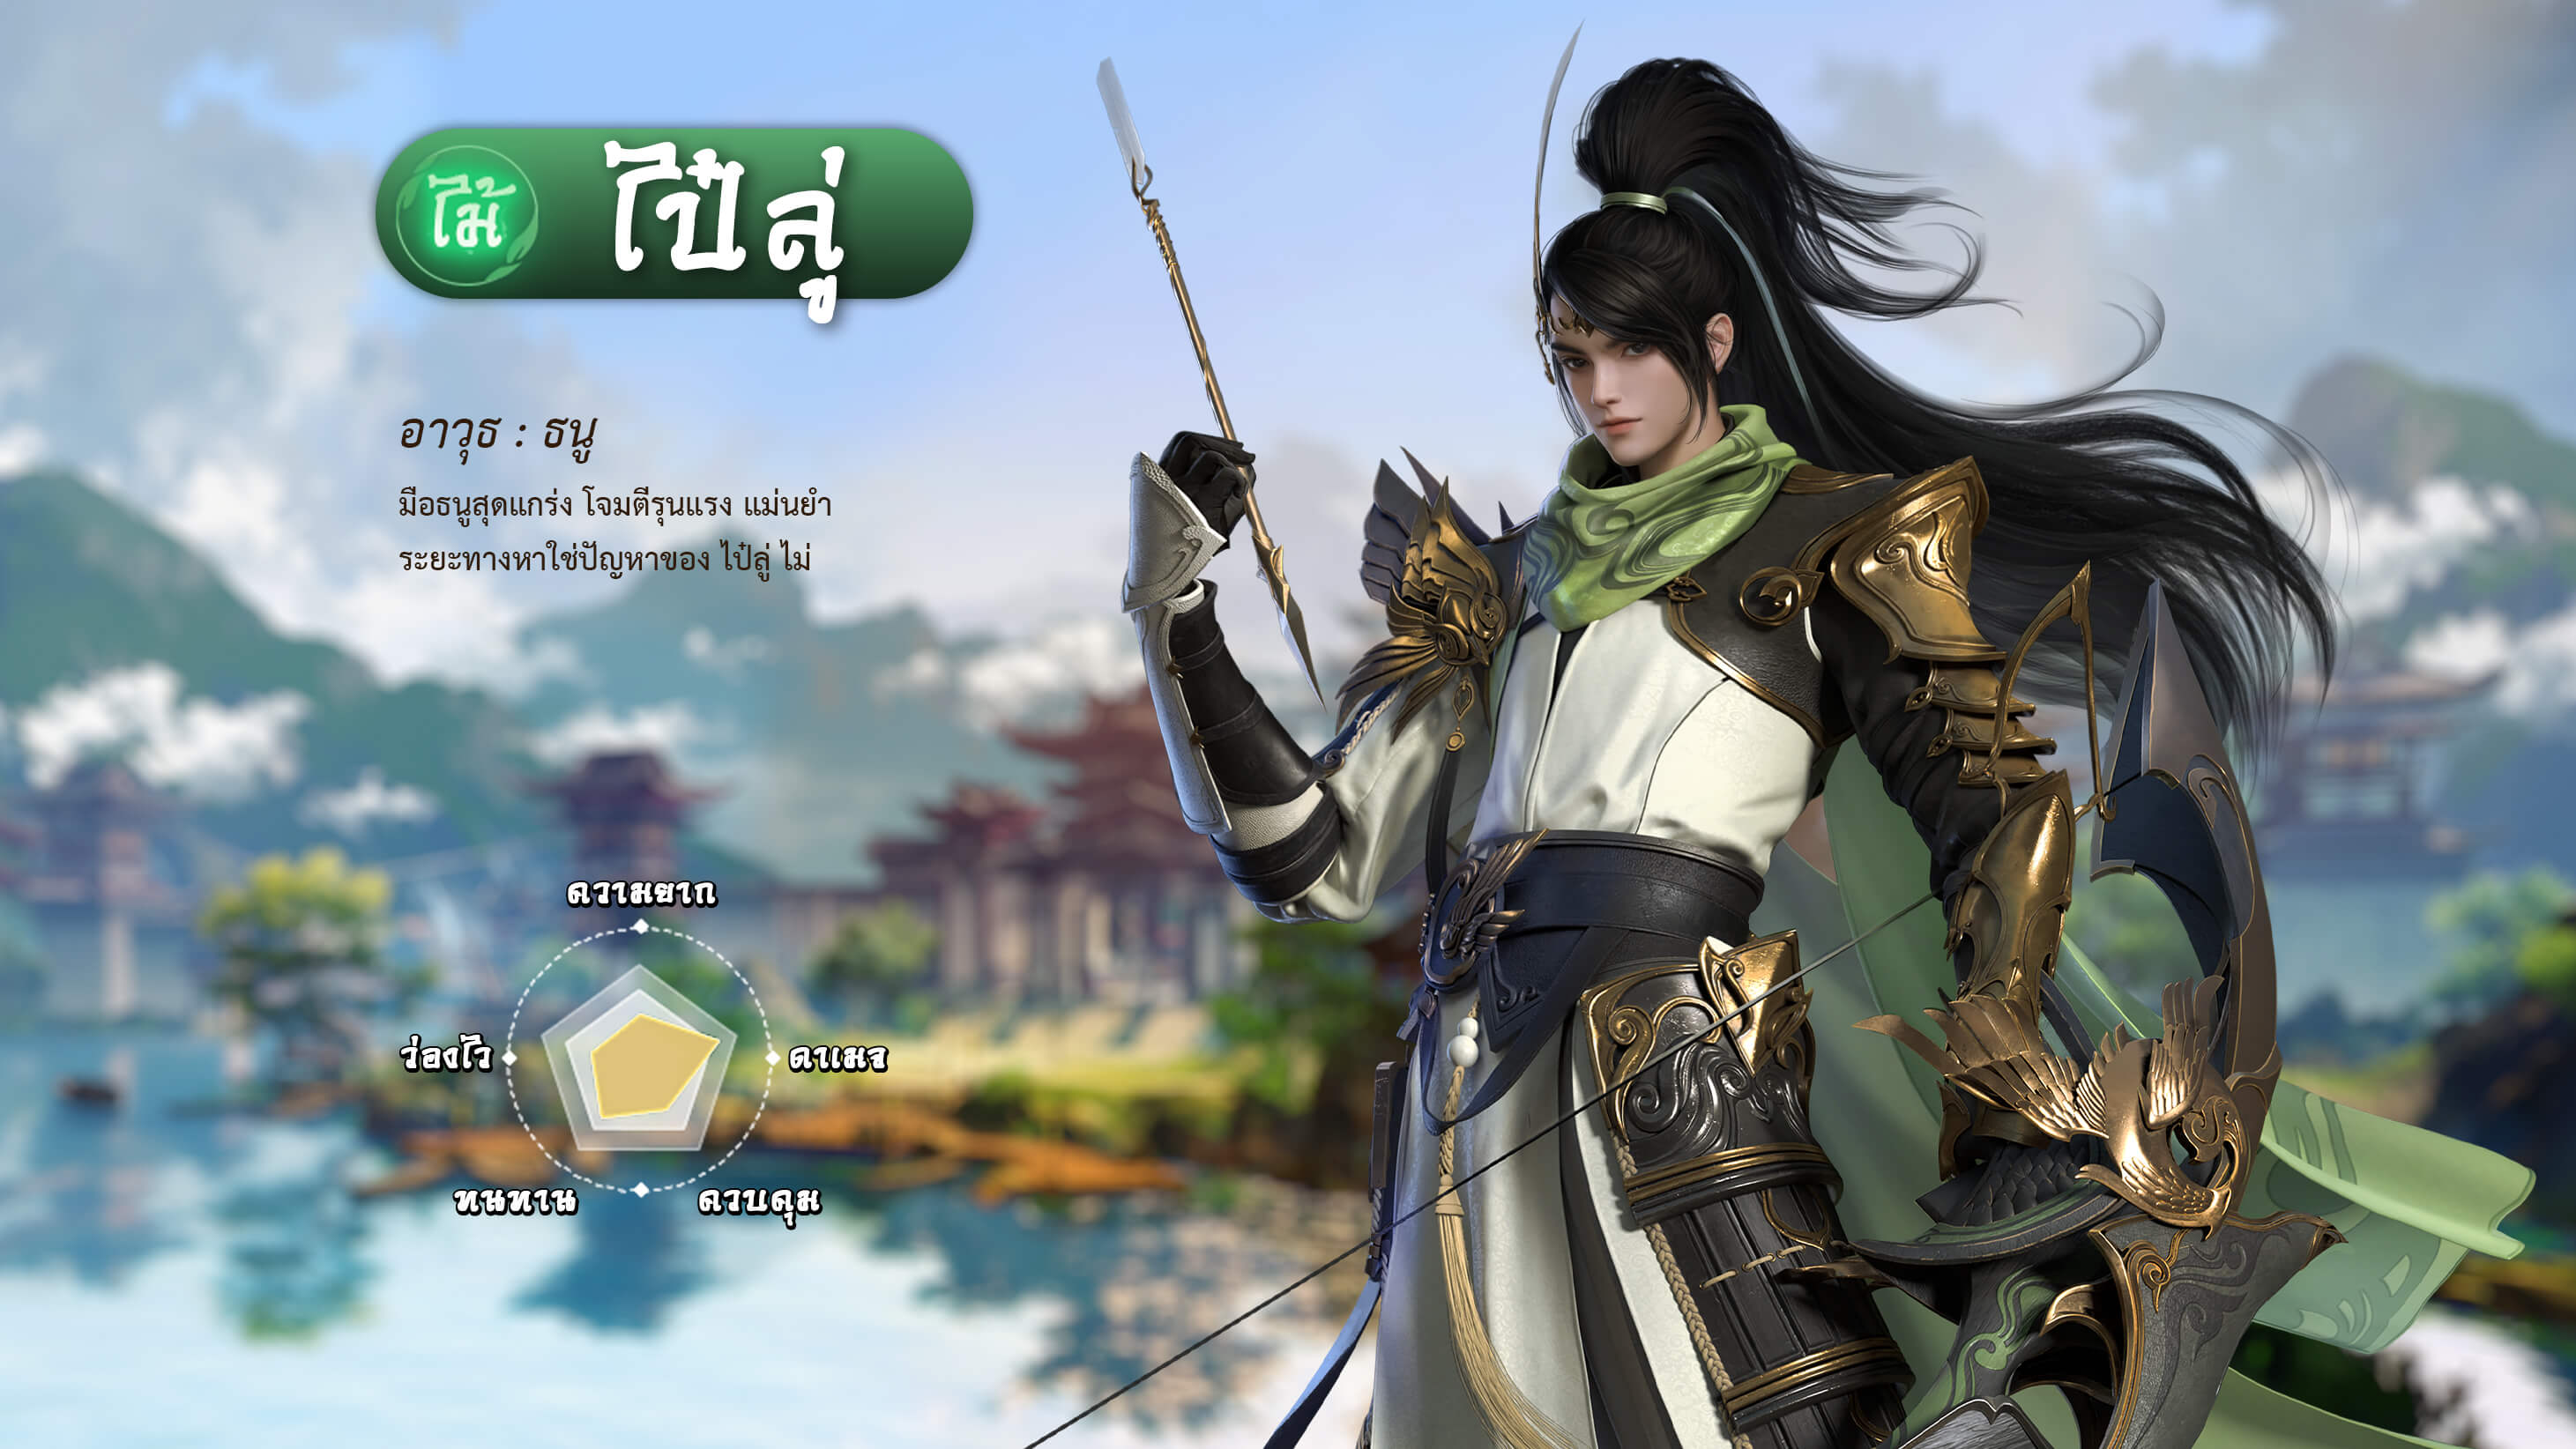 ไม้
ไป๋ลู่
อาวุธ : ธนู
มือธนูสุดแกร่ง โจมตีรุนแรง แม่นยำ
ระยะทางหาใช่ปัญหาของ ไป๋ลู่ ไม่
ความยาก
ว่องไว
ดาเมจ
ทนทาน
ควบคุม